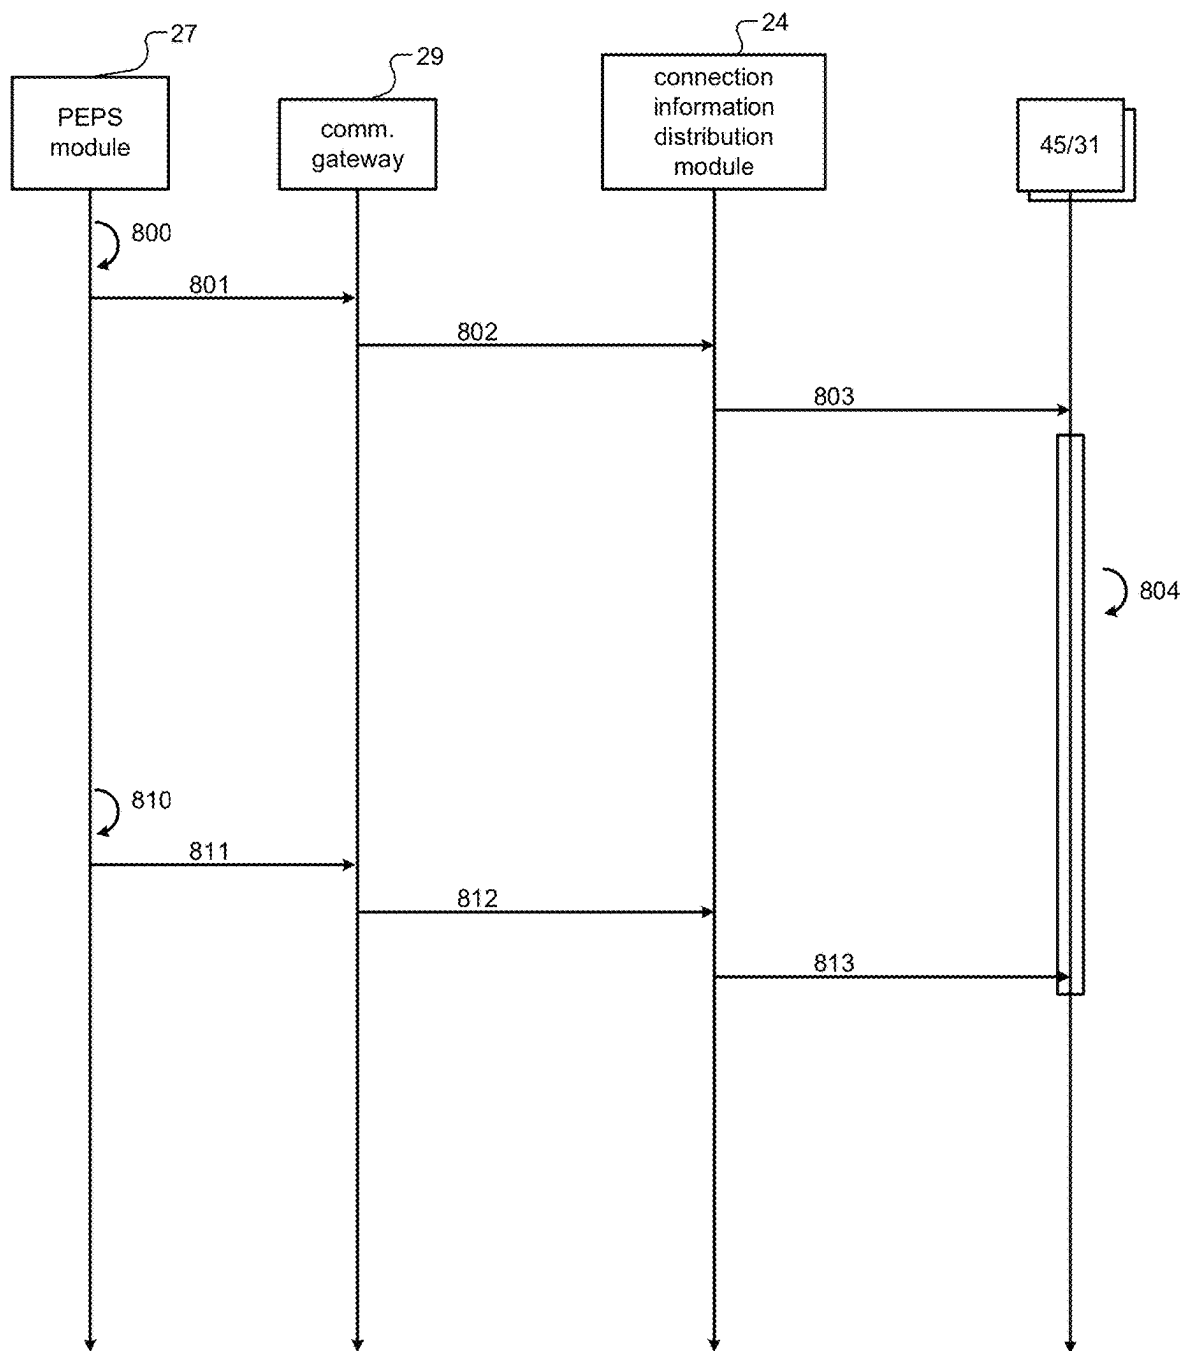 27
29
24
PEPS
module
comm.
gateway
connection
information
distribution
module
45/31
800
801
802
803
804
810
811
812
813